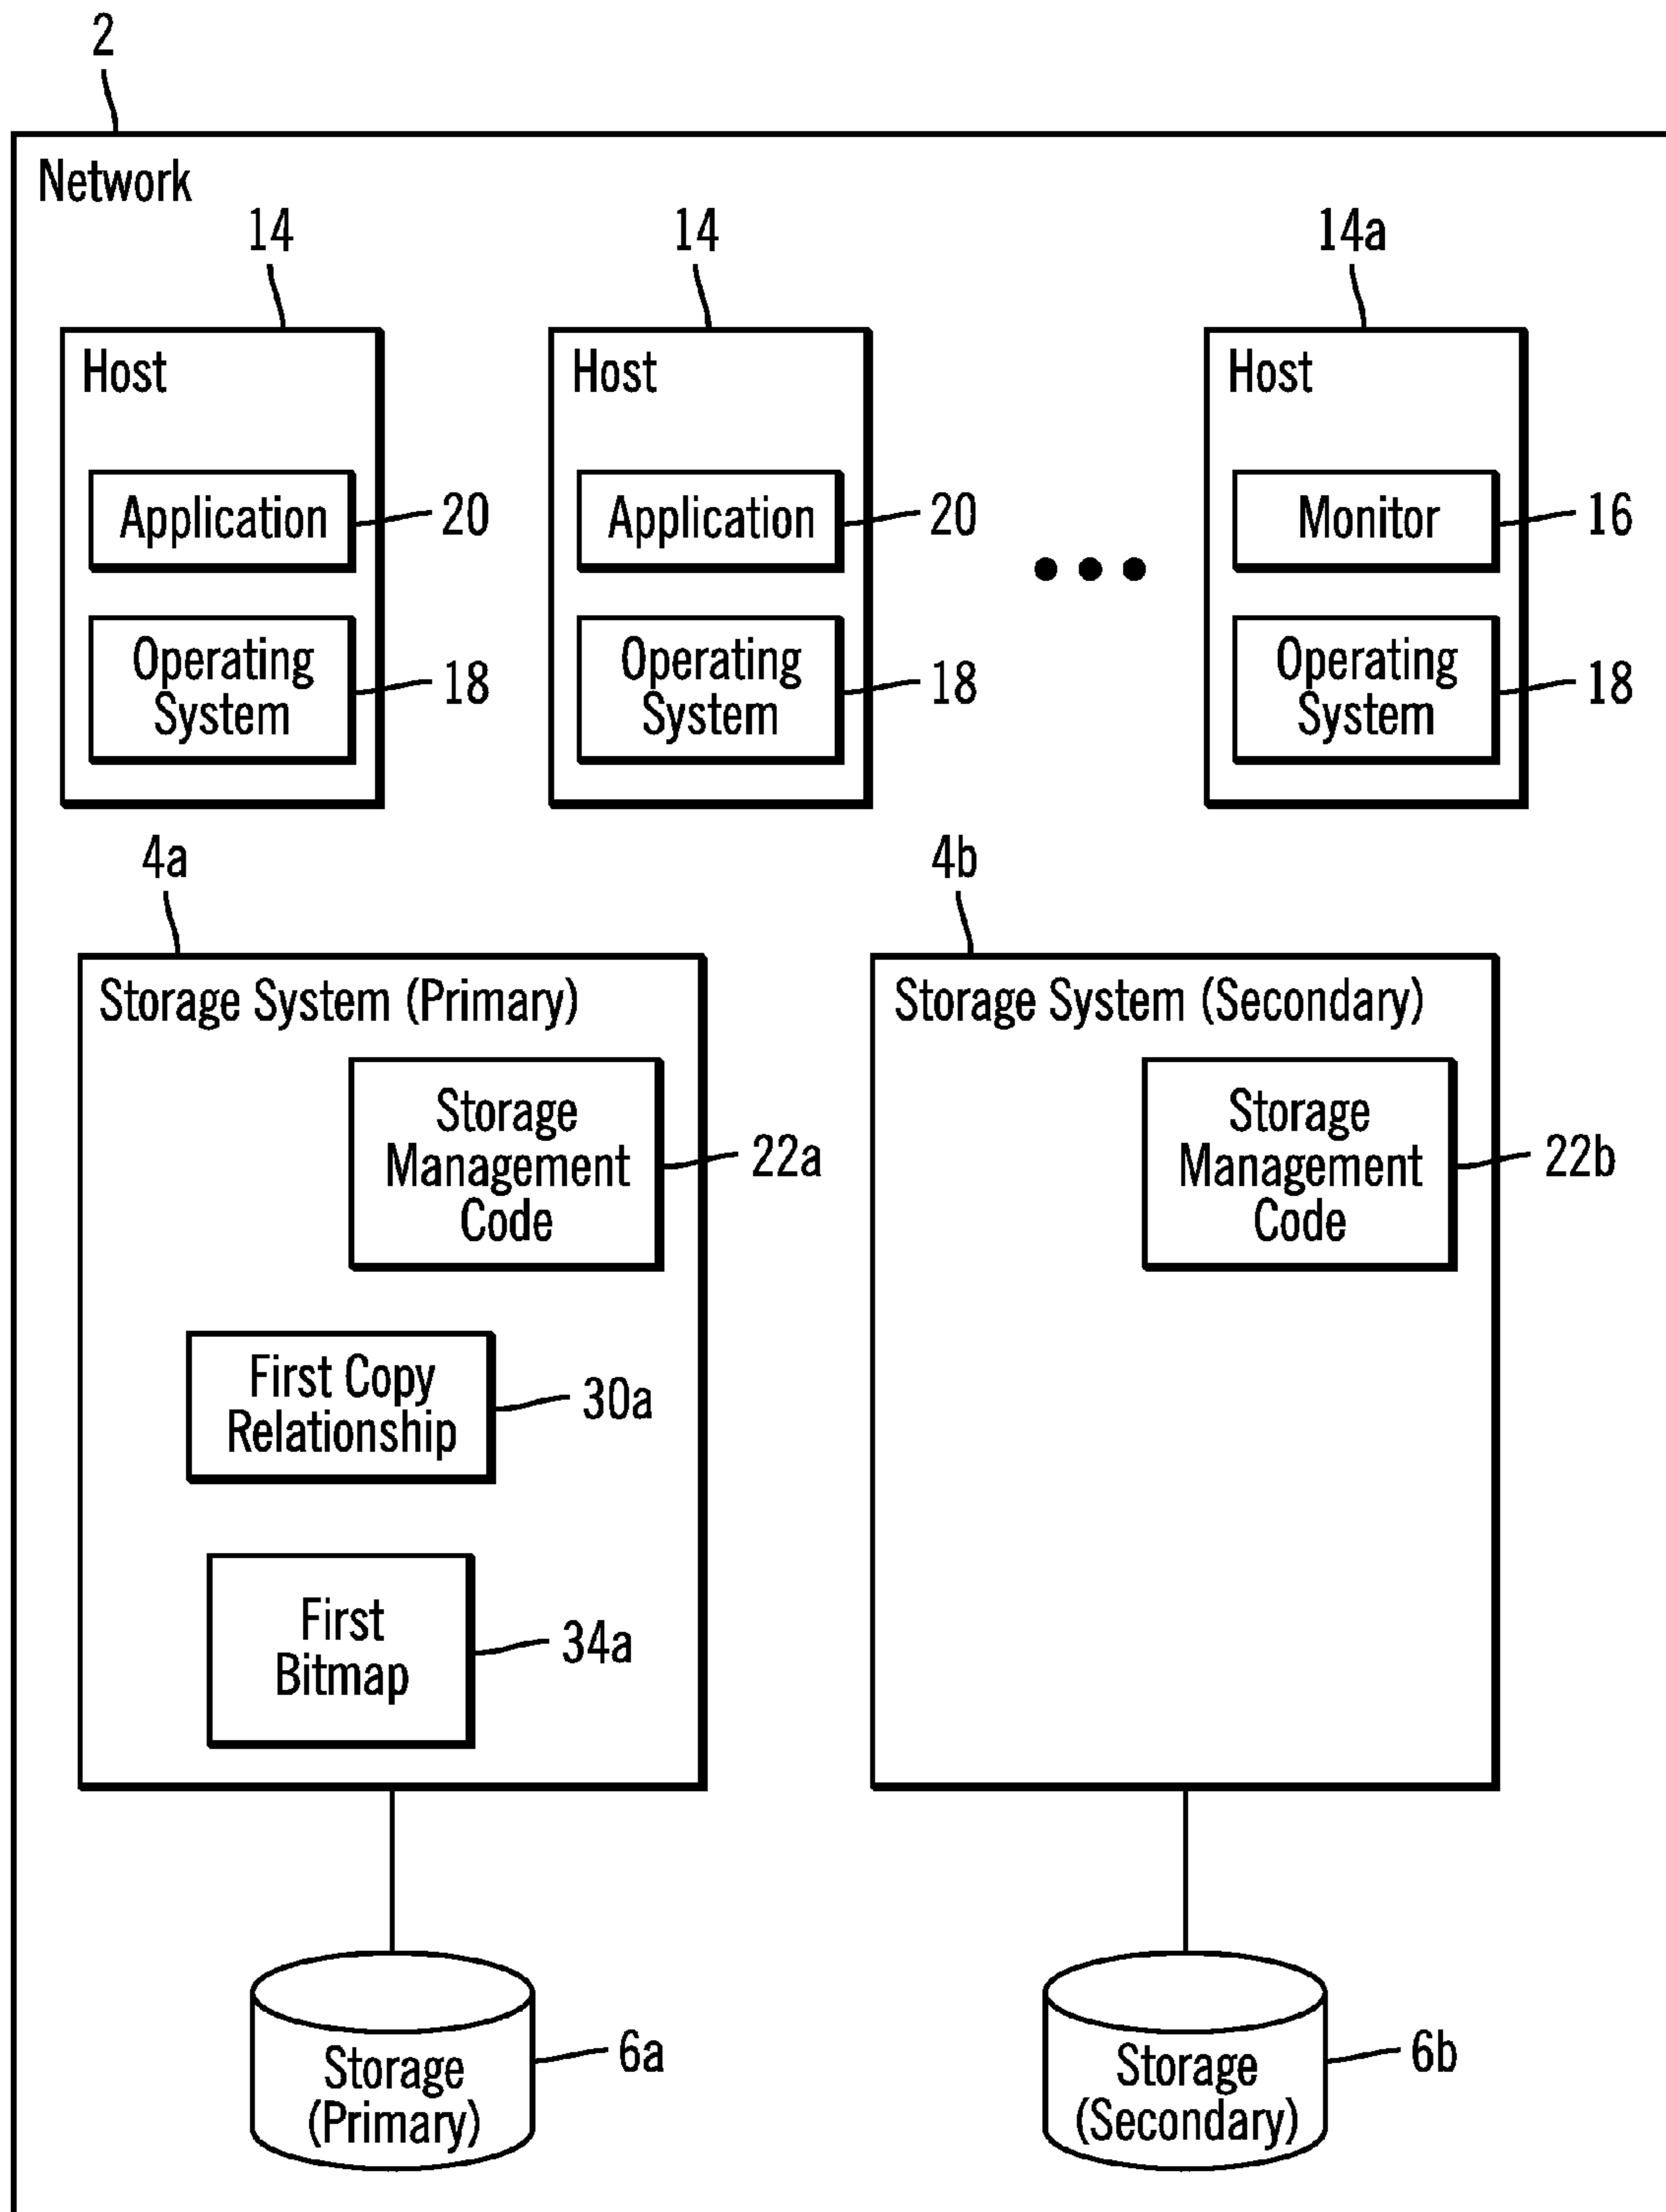 2
Network
14
14
14a
Host
Host
Host
Application
20
Application
20
Monitor
16
Operating
System
18
Operating
System
18
Operating
System
18
4a
4b
Storage System (Primary)
Storage System (Secondary)
Storage
Management
Code
22a
Storage
Management
Code
22b
First Copy
Relationship
30a
First
Bitmap
34a
Storage
(Primary)
6a
Storage
(Secondary)
6b